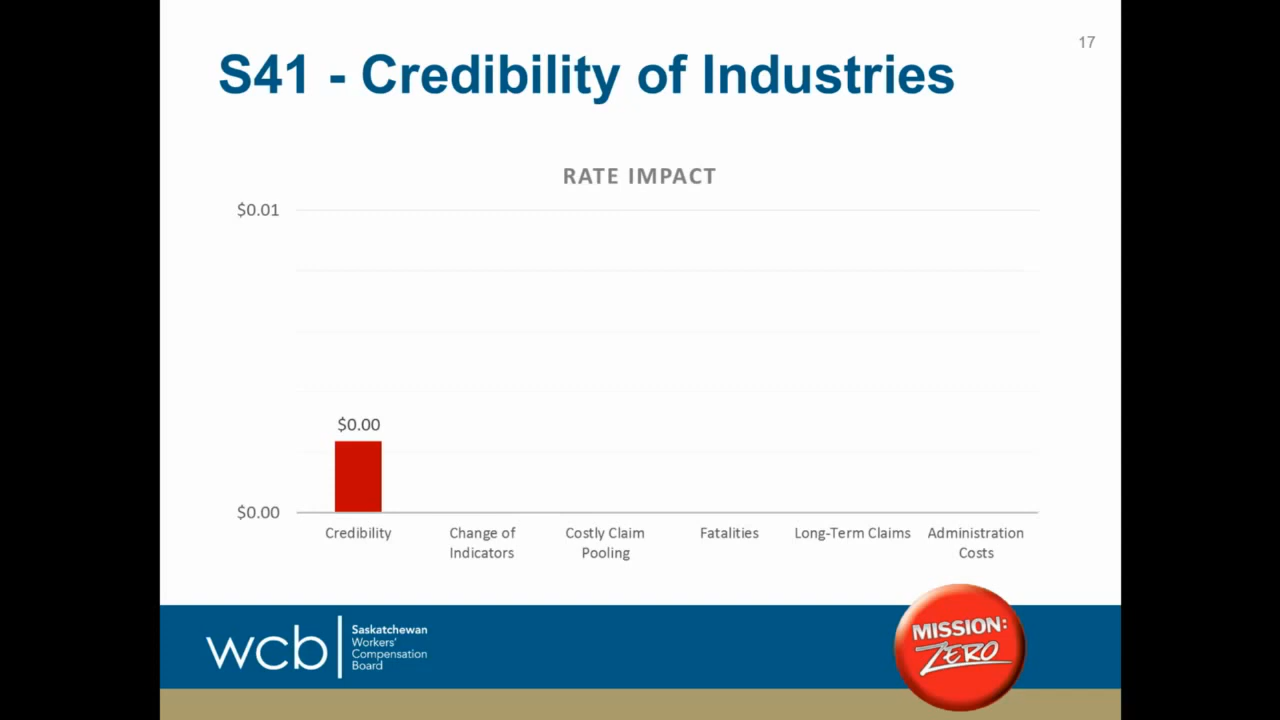 17
S41 - Credibility of Industries
RATE IMPACT
$0.01
$0.00
$0.00
Credibility
Change of
Indicators
Costly Claim
Pooling
Fatalities
Long-Term Claims
Administration
Costs
wcb
Saskatchewan
Workers'
Compensation
Board
MISSION:
ZERO